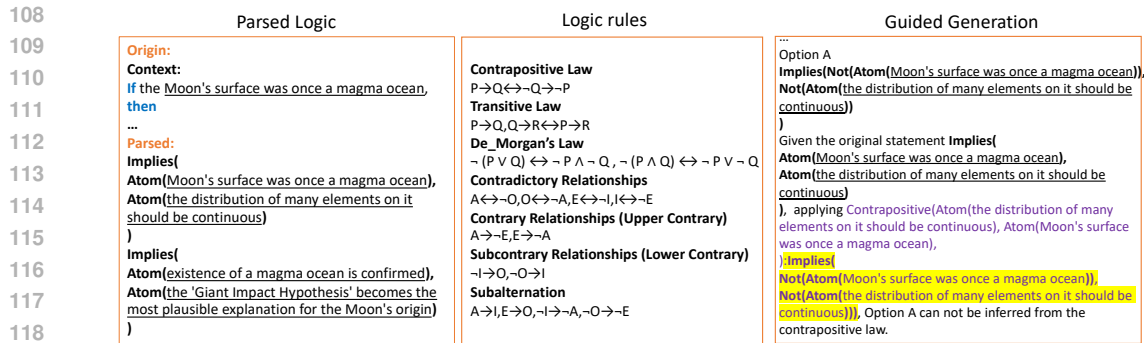 108
109
110
111
112
113
114
115
116
117
118
Parsed Logic
Origin:
Context:
If the Moon's surface was once a magma ocean,
then
...
Parsed:
Implies(
Atom(Moon's surface was once a magma ocean),
Atom(the distribution of many elements on it
should be continuous)
)
Implies(
Atom(existence of a magma ocean is confirmed),
Atom(the 'Giant Impact Hypothesis' becomes the
most plausible explanation for the Moon's origin)
)
Logic rules
Contrapositive Law
P→Q↔¬Q→¬P
Transitive Law
P→Q,Q→R↔P→R
De_Morgan's Law
¬ (P ∨ Q) ↔ ¬ P ∧ ¬ Q , ¬ (P ∧ Q) ↔ ¬ P ∨ ¬ Q
Contradictory Relationships
A↔¬O,O↔¬A,E↔¬I,I↔¬E
Contrary Relationships (Upper Contrary)
A→¬E,E→¬A
Subcontrary Relationships (Lower Contrary)
¬I→O,¬O→I
Subalternation
A→I,E→O,¬I→¬A,¬O→¬E
Guided Generation
...
Option A
Implies(Not(Atom(Moon's surface was once a magma ocean)),
Not(Atom(the distribution of many elements on it should be
continuous))
)
Given the original statement Implies(
Atom(Moon's surface was once a magma ocean),
Atom(the distribution of many elements on it should be
continuous)
), applying Contrapositive(Atom(the distribution of many
elements on it should be continuous), Atom(Moon's surface
was once a magma ocean),
):Implies(
Not(Atom(Moon's surface was once a magma ocean)),
Not(Atom(the distribution of many elements on it should be
continuous))), Option A can not be inferred from the
contrapositive law.